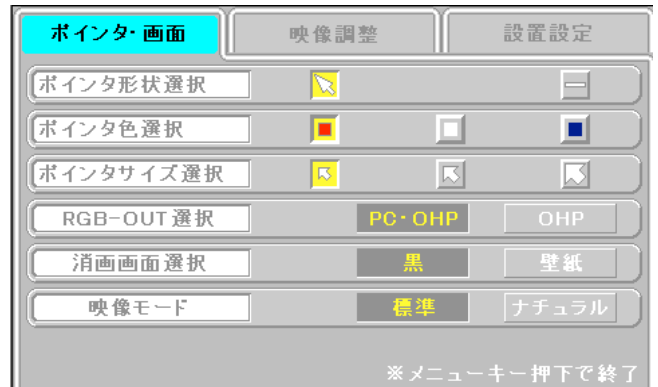 ポインタ・画面 映像調整 設置設定
ポインタ形状選択
ポインタ色選択
ポインタサイズ選択
RGB-OUT選択 PC・OHP OHP
消画画面選択 黒 壁紙
映像モード 標準 ナチュラル
※メニューキー押下で終了